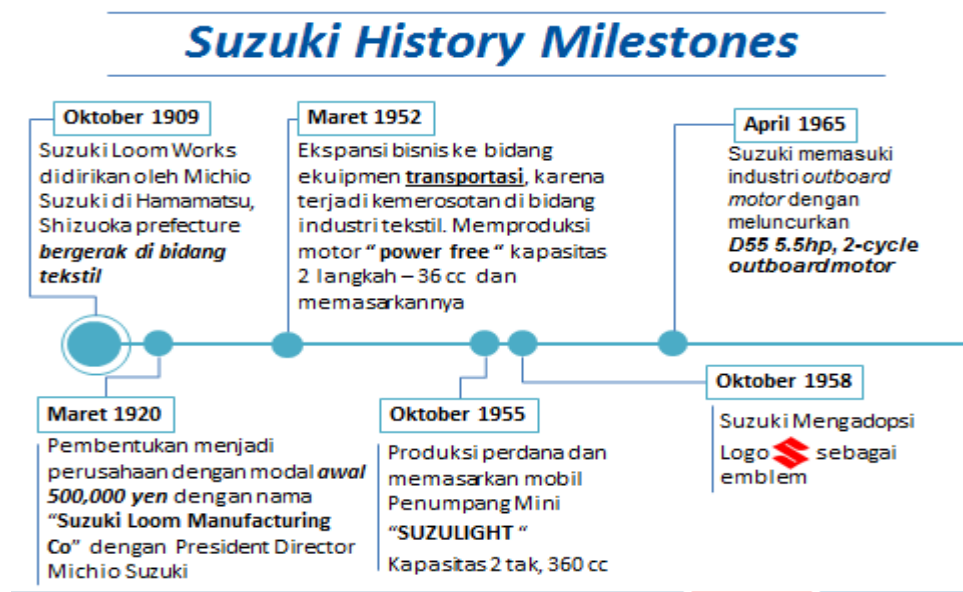 Suzuki History Milestones
Oktober 1909
Suzuki Loom Works
didirikan oleh Michio
Suzuki di Hamamatsu,
Shizuoka prefecture
bergerak di bidang
tekstil
Maret 1952
Ekspansi bisnis ke bidang
ekuipmen transportasi, karena
terjadi kemerosotan di bidang
industri tekstil. Memproduksi
motor “ power free “ kapasitas
2 langkah – 36 cc dan
memasarkannya
April 1965
Suzuki memasuki
industri outboard
motor dengan
meluncurkan
D55 5.5hp, 2-cycle
outboard motor
Maret 1920
Pembentukan menjadi
perusahaan dengan modal awal
500,000 yen dengan nama
“Suzuki Loom Manufacturing
Co” dengan President Director
Michio Suzuki
Oktober 1955
Produksi perdana dan
memasarkan mobil
Penumpang Mini
“SUZULIGHT “
Kapasitas 2 tak, 360 cc
Oktober 1958
Suzuki Mengadopsi
Logo sebagai
emblem